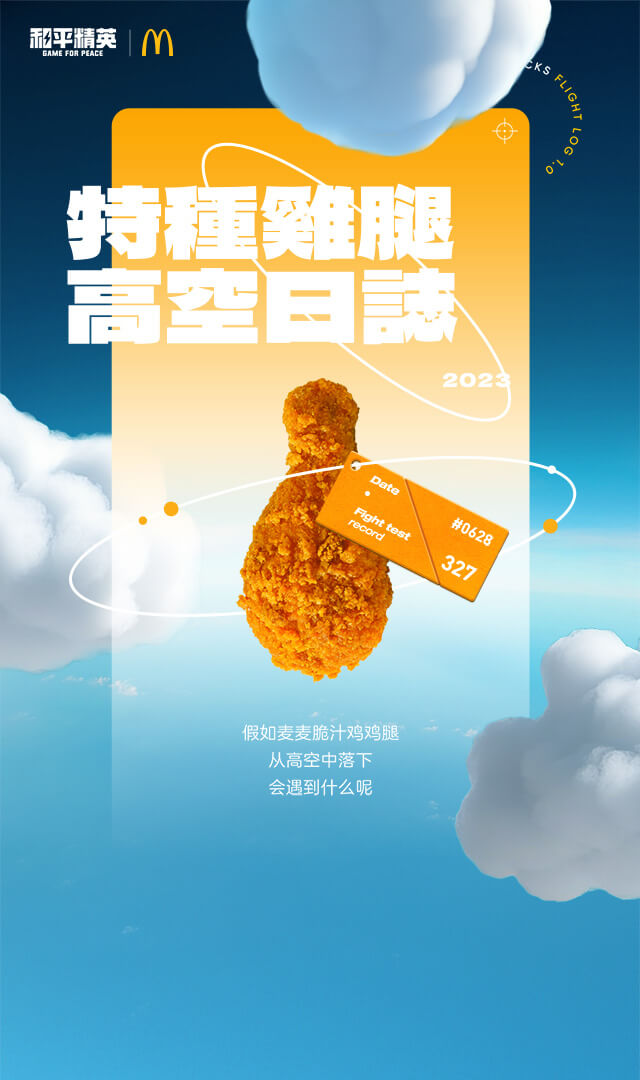 和平精英
GAME FOR PEACE
CKS FLIGHT LOG 1.0
特種雞腿
高空日誌
2023
Date
Fight test
record
#0628
327
假如麦麦脆汁鸡鸡腿
从高空中落下
会遇到什么呢